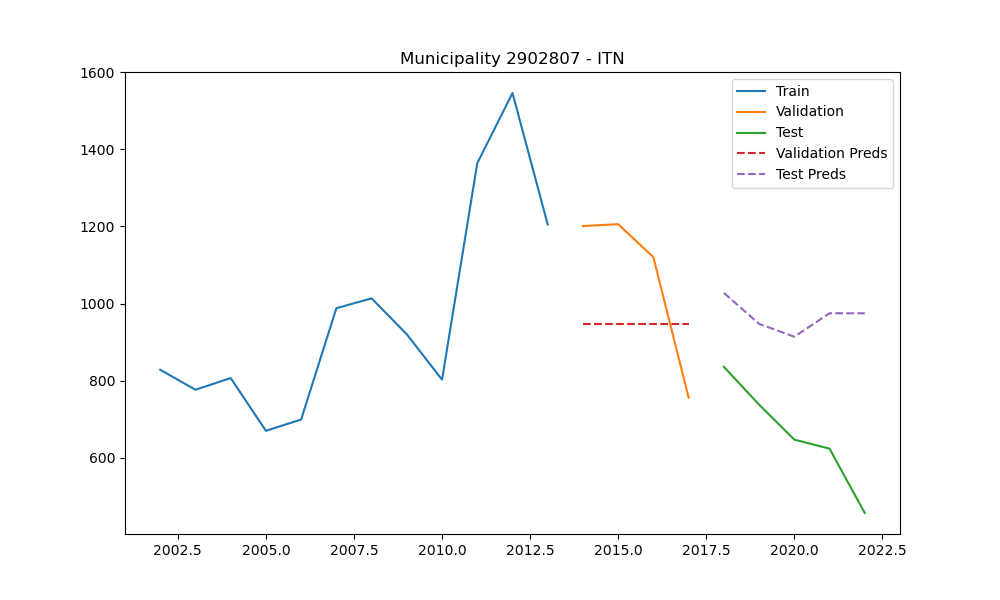 Municipality 2902807 - ITN
1600
1400
1200
1000
800
600
Train
Validation
Test
Validation Preds
Test Preds
2002.5 2005.0 2007.5 2010.0 2012.5 2015.0 2017.5 2020.0 2022.5